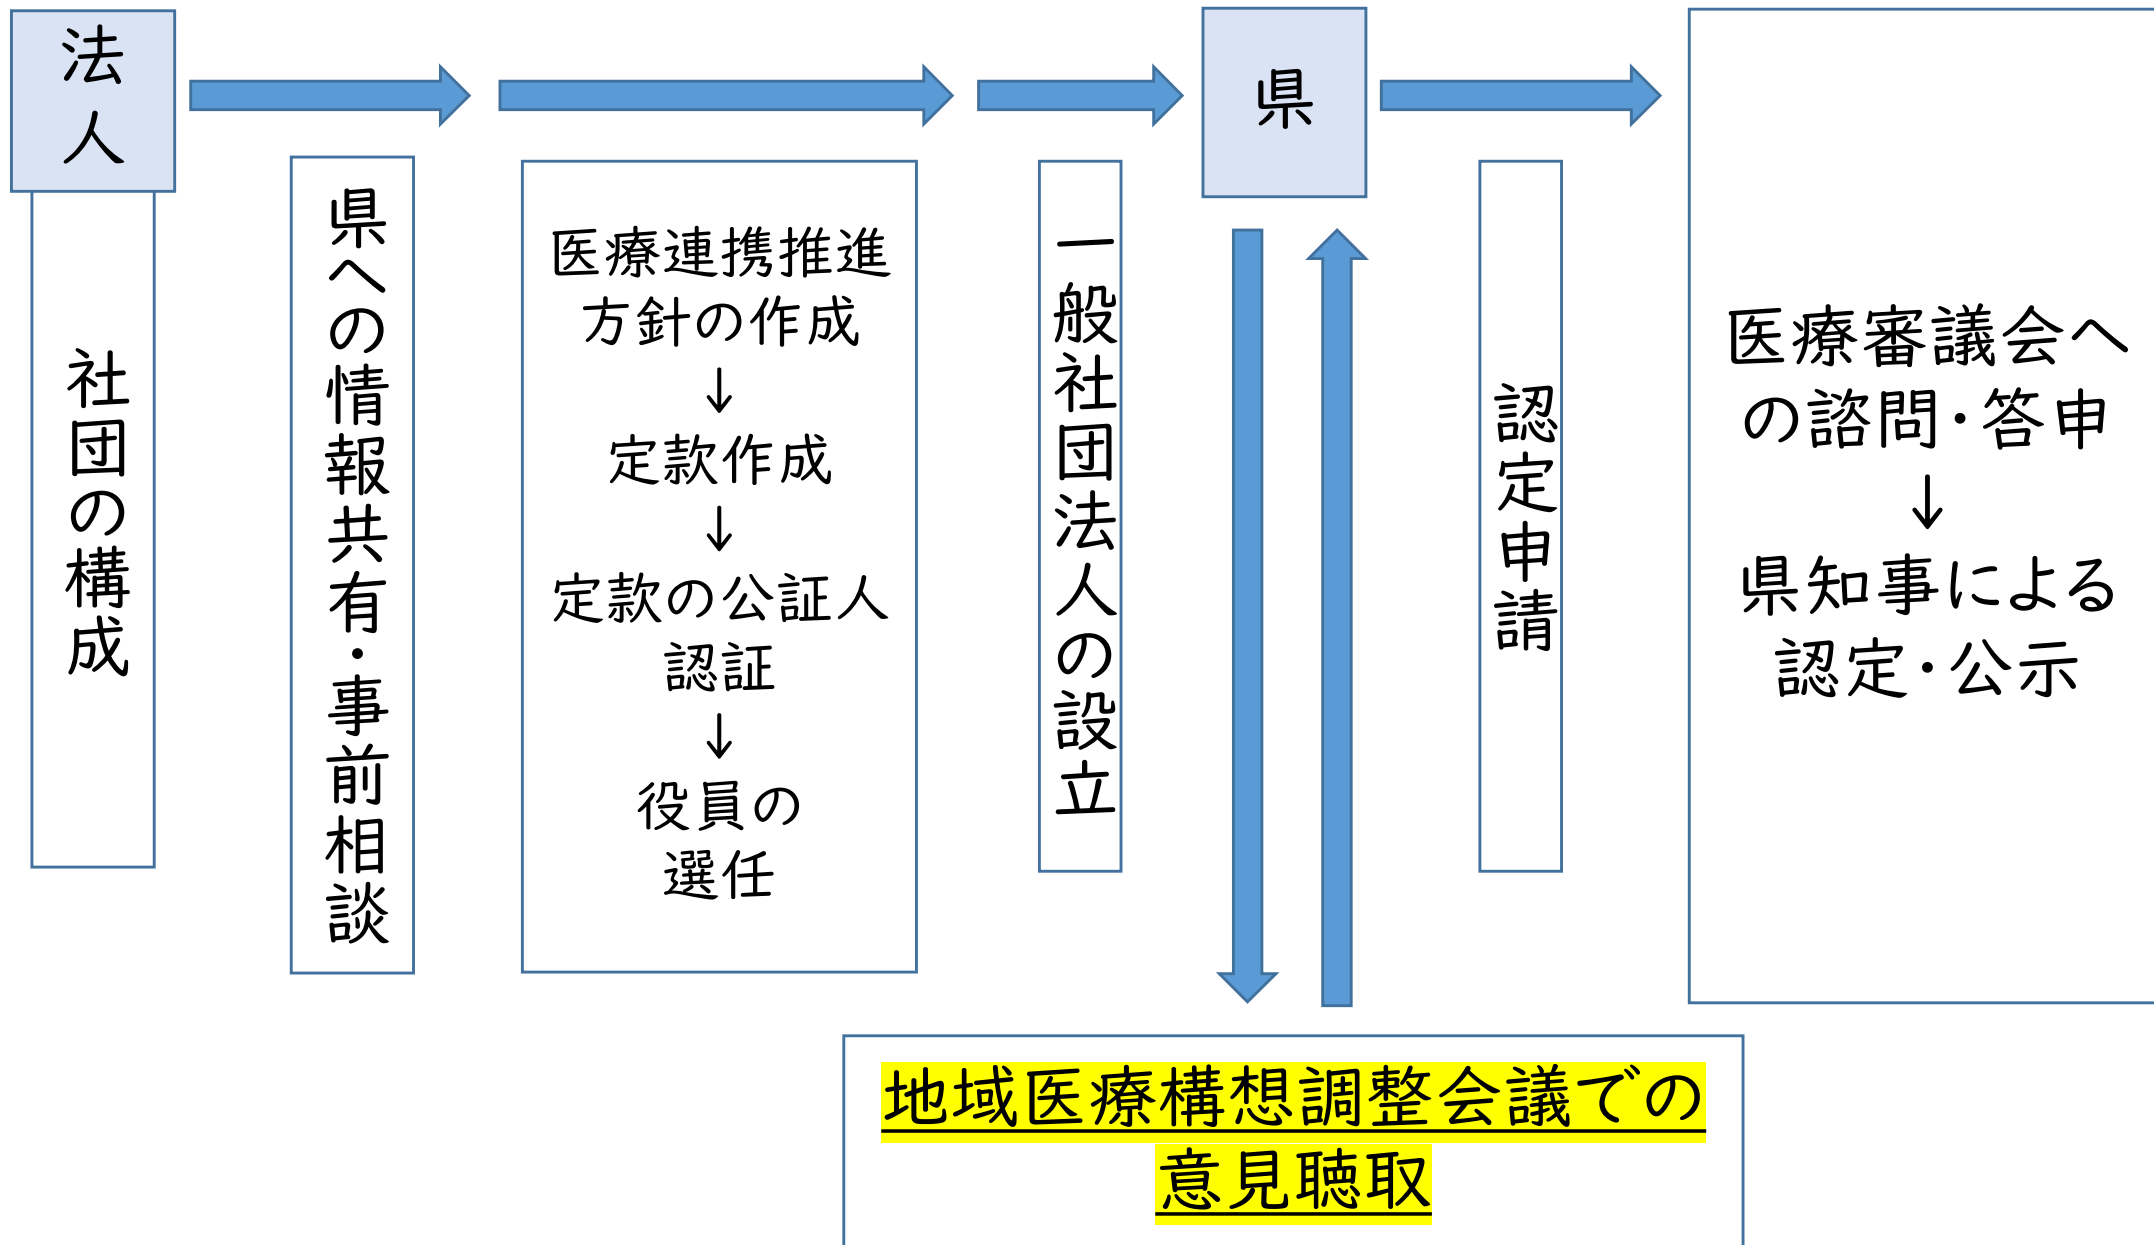 法人
社団の構成
県への情報共有・事前相談
医療連携推進
方針の作成
↓
定款作成
↓
定款の公証人
認証
↓
役員の
選任
一般社団法人の設立
県
認定申請
医療審議会へ
の諮問・答申
↓
県知事による
認定・公示
地域医療構想調整会議での
意見聴取